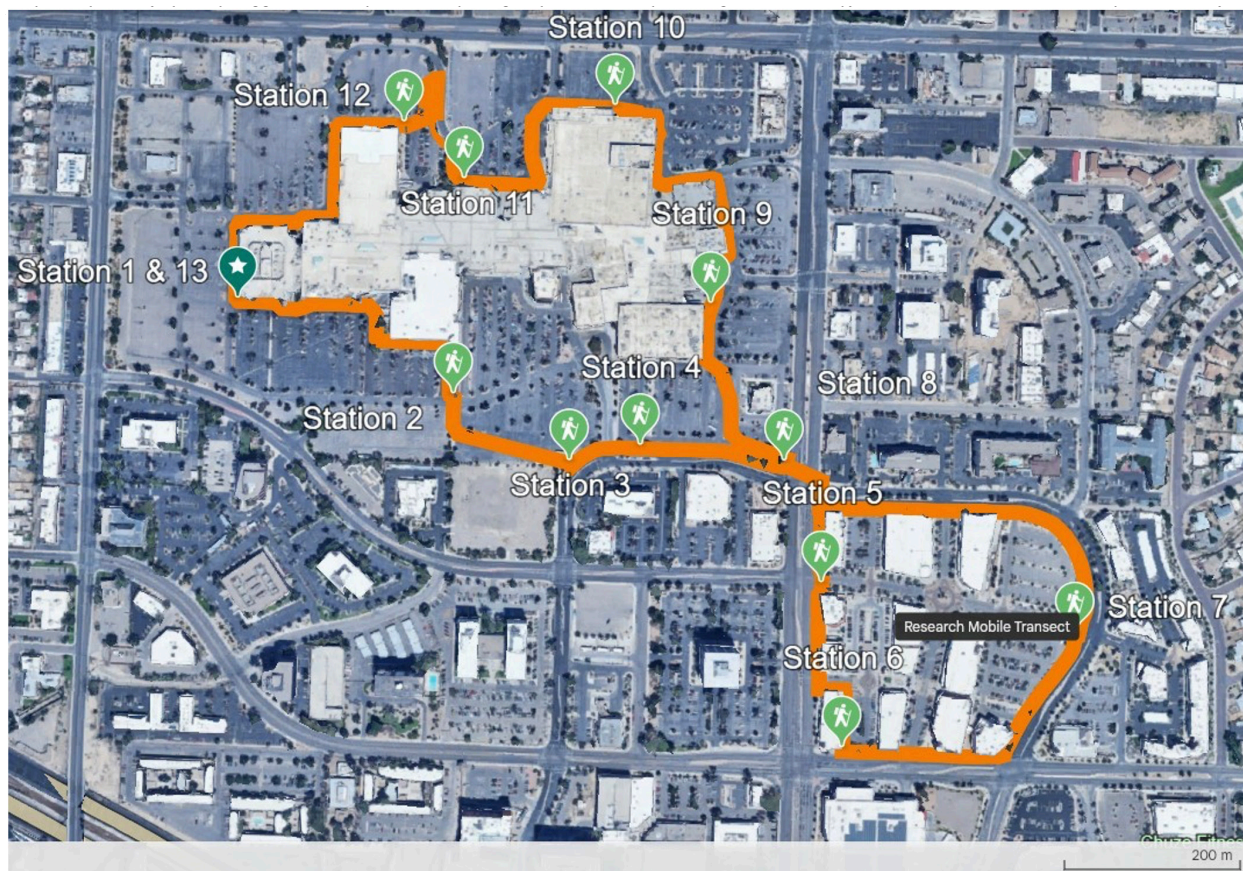 Station 10
Station 12
Station 11
Station 9
Station 1 & 13
Station 4
Station 8
Station 2
Station 3
Station 5
Station 7
Research Mobile Transect
Station 6
200 m